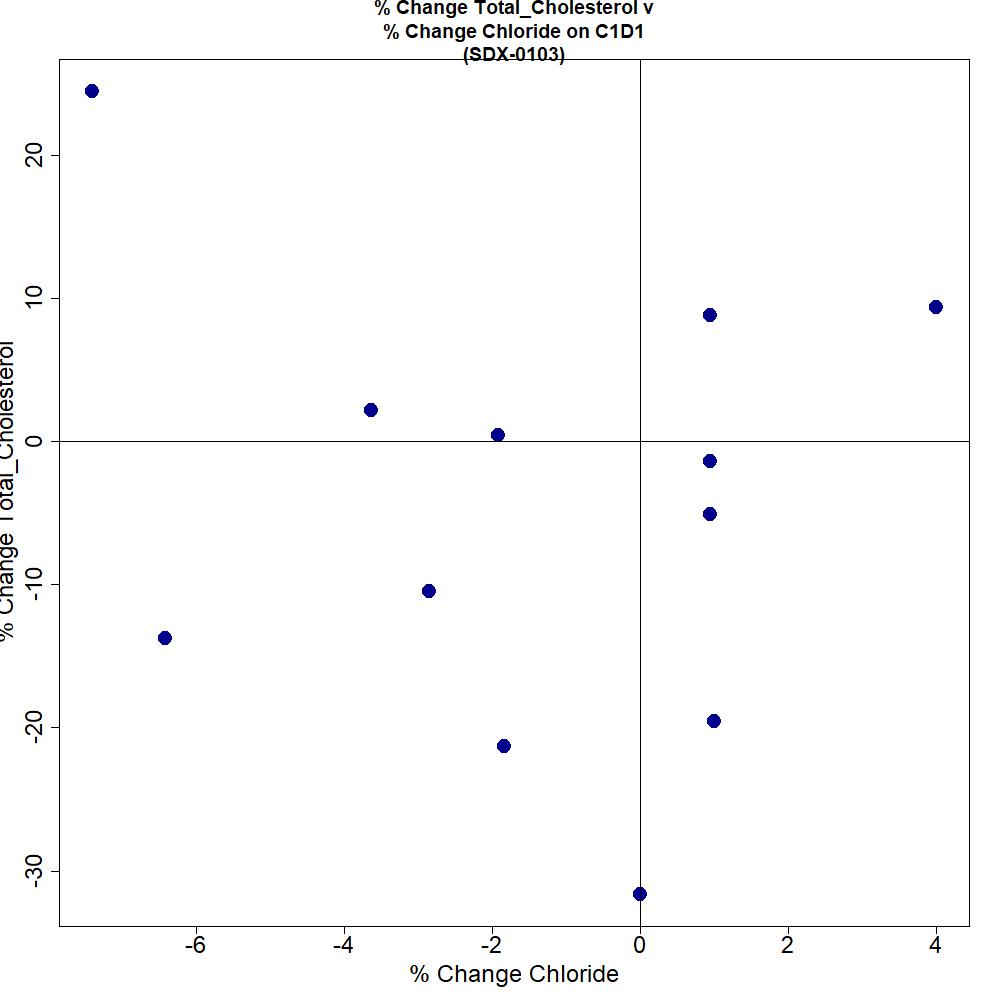 % Change Total_Cholesterol v
% Change Chloride on C1D1
(SDX-0103)
% Change Total_Cholesterol
20
10
0
-10
-20
-30
-6
-4
-2
0
2
4
% Change Chloride